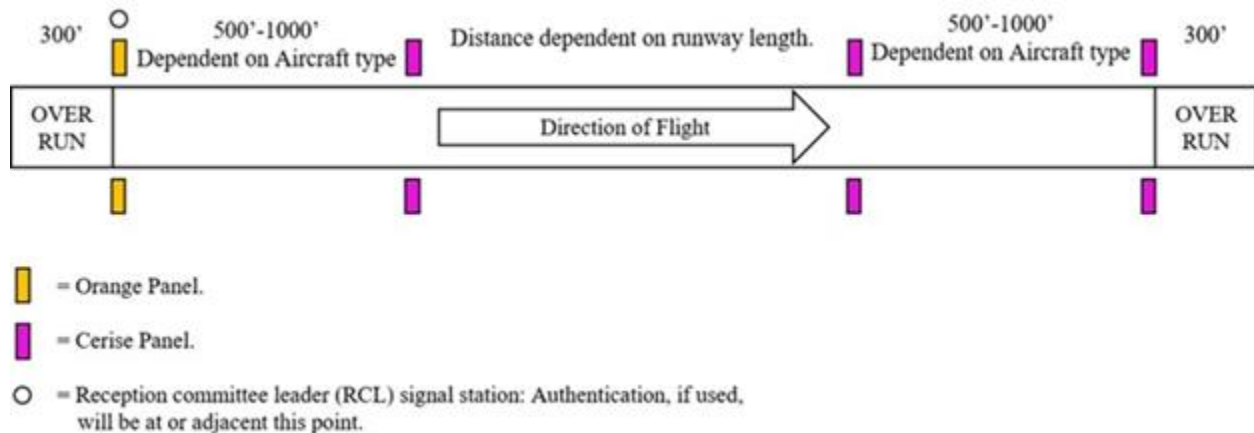 300’
500’-1000’
Dependent on Aircraft type
Distance dependent on runway length.
500’-1000’
Dependent on Aircraft type
300’
OVER
RUN
Direction of Flight
OVER
RUN
= Orange Panel.
= Cerise Panel.
= Reception committee leader (RCL) signal station: Authentication, if used,
will be at or adjacent this point.